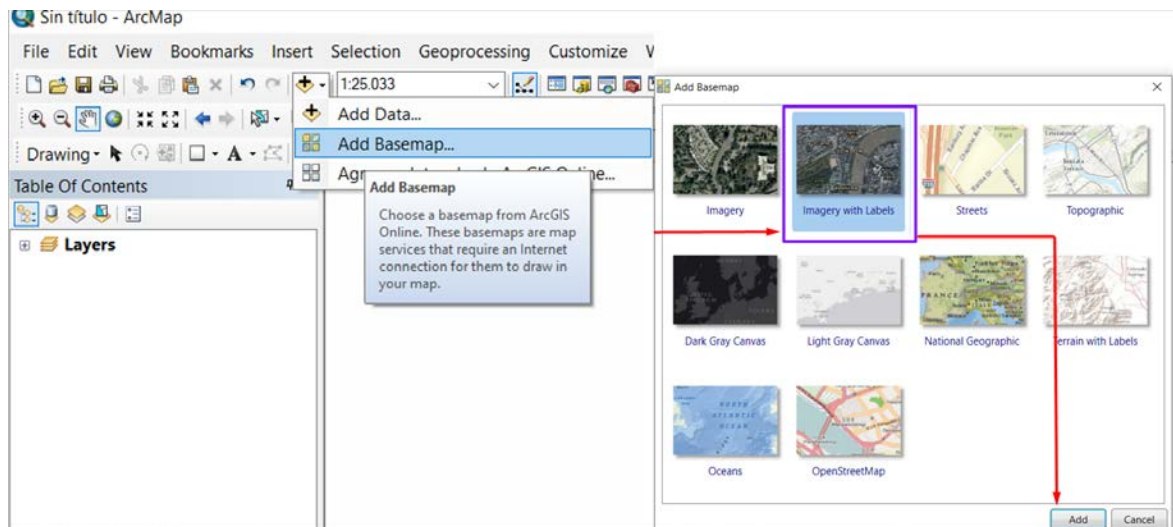 Sin título - ArcMap
File Edit View Bookmarks Insert Selection Geoprocessing Customize
1:25.033
Add Data...
Add Basemap...
Drawing
A
Add Basemap
Choose a basemap from ArcGIS
Online. These basemaps are map
services that require an Internet
connection for them to draw in
your map.
Table Of Contents
Layers
Add Basemap
Imagery
Imagery with Labels
Streets
Topographic
Dark Gray Canvas
Light Gray Canvas
National Geographic
Terrain with Labels
Oceans
OpenStreetMap
Add
Cancel